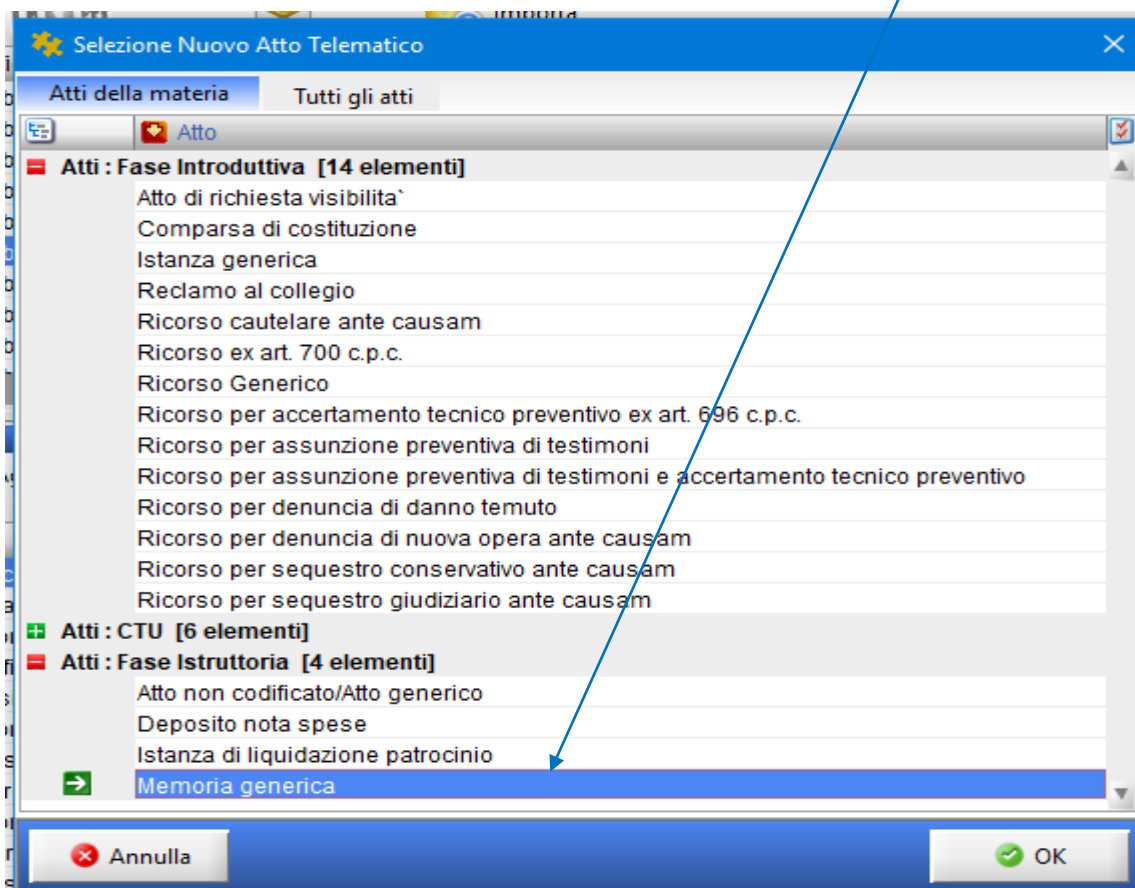 Importa
Selezione Nuovo Atto Telematico
Atti della materia Tutti gli atti
Atto
Atti : Fase Introduttiva [14 elementi]
Atto di richiesta visibilita`
Comparsa di costituzione
Istanza generica
Reclamo al collegio
Ricorso cautelare ante causam
Ricorso ex art. 700 c.p.c.
Ricorso Generico
Ricorso per accertamento tecnico preventivo ex art. 696 c.p.c.
Ricorso per assunzione preventiva di testimoni
Ricorso per assunzione preventiva di testimoni e accertamento tecnico preventivo
Ricorso per denuncia di danno temuto
Ricorso per denuncia di nuova opera ante causam
Ricorso per sequestro conservativo ante causam
Ricorso per sequestro giudiziario ante causam
Atti : CTU [6 elementi]
Atti : Fase Istruttoria [4 elementi]
Atto non codificato/Atto generico
Deposito nota spese
Istanza di liquidazione patrocinio
Memoria generica
Annulla OK